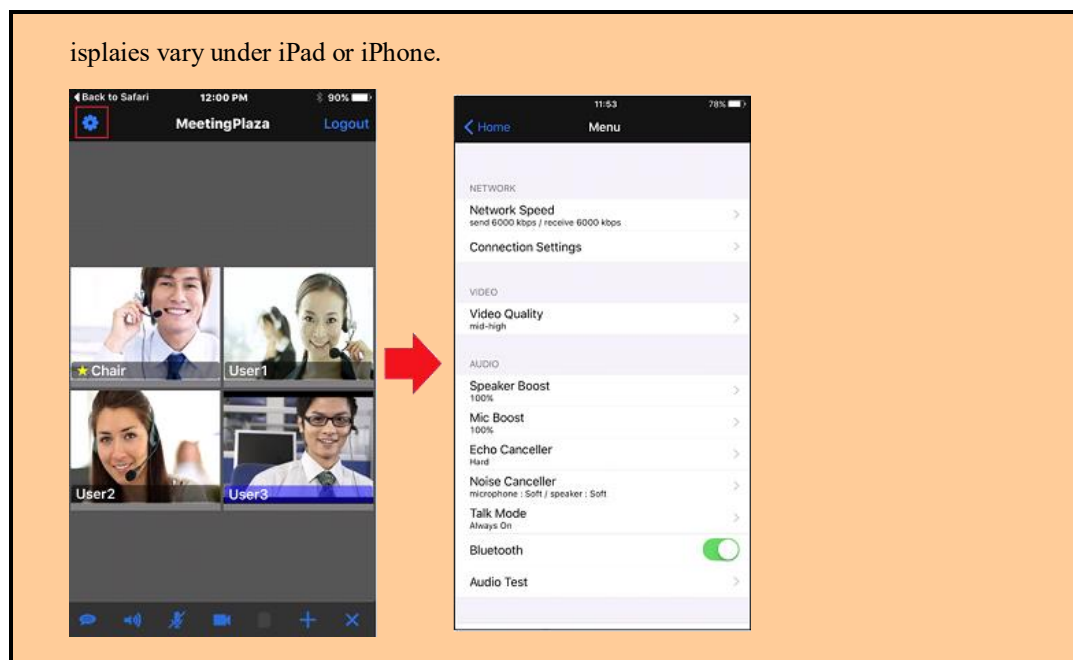 isplaies vary under iPad or iPhone.
Back to Safari 12:00 PM 90%
MeetingPlaza Logout
Chair
User1
User2
User3
11:53 78%
Home Menu
NETWORK
Network Speed
send 6000 kbps / receive 6000 kbps
Connection Settings
VIDEO
Video Quality
mid-high
AUDIO
Speaker Boost
100%
Mic Boost
100%
Echo Canceller
Hard
Noise Canceller
microphone : Soft / speaker : Soft
Talk Mode
Always On
Bluetooth
Audio Test